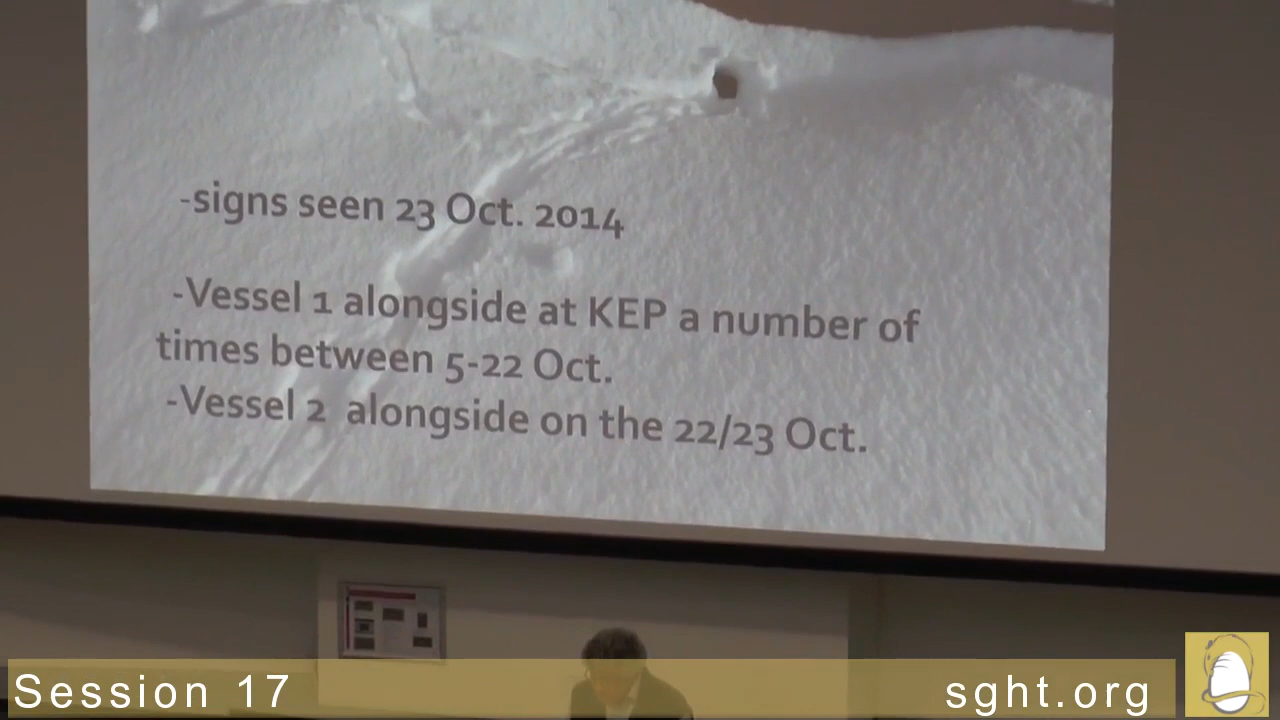 -signs seen 23 Oct. 2014
-Vessel 1 alongside at KEP a number of
times between 5-22 Oct.
-Vessel 2 alongside on the 22/23 Oct.
Session 17
sght.org